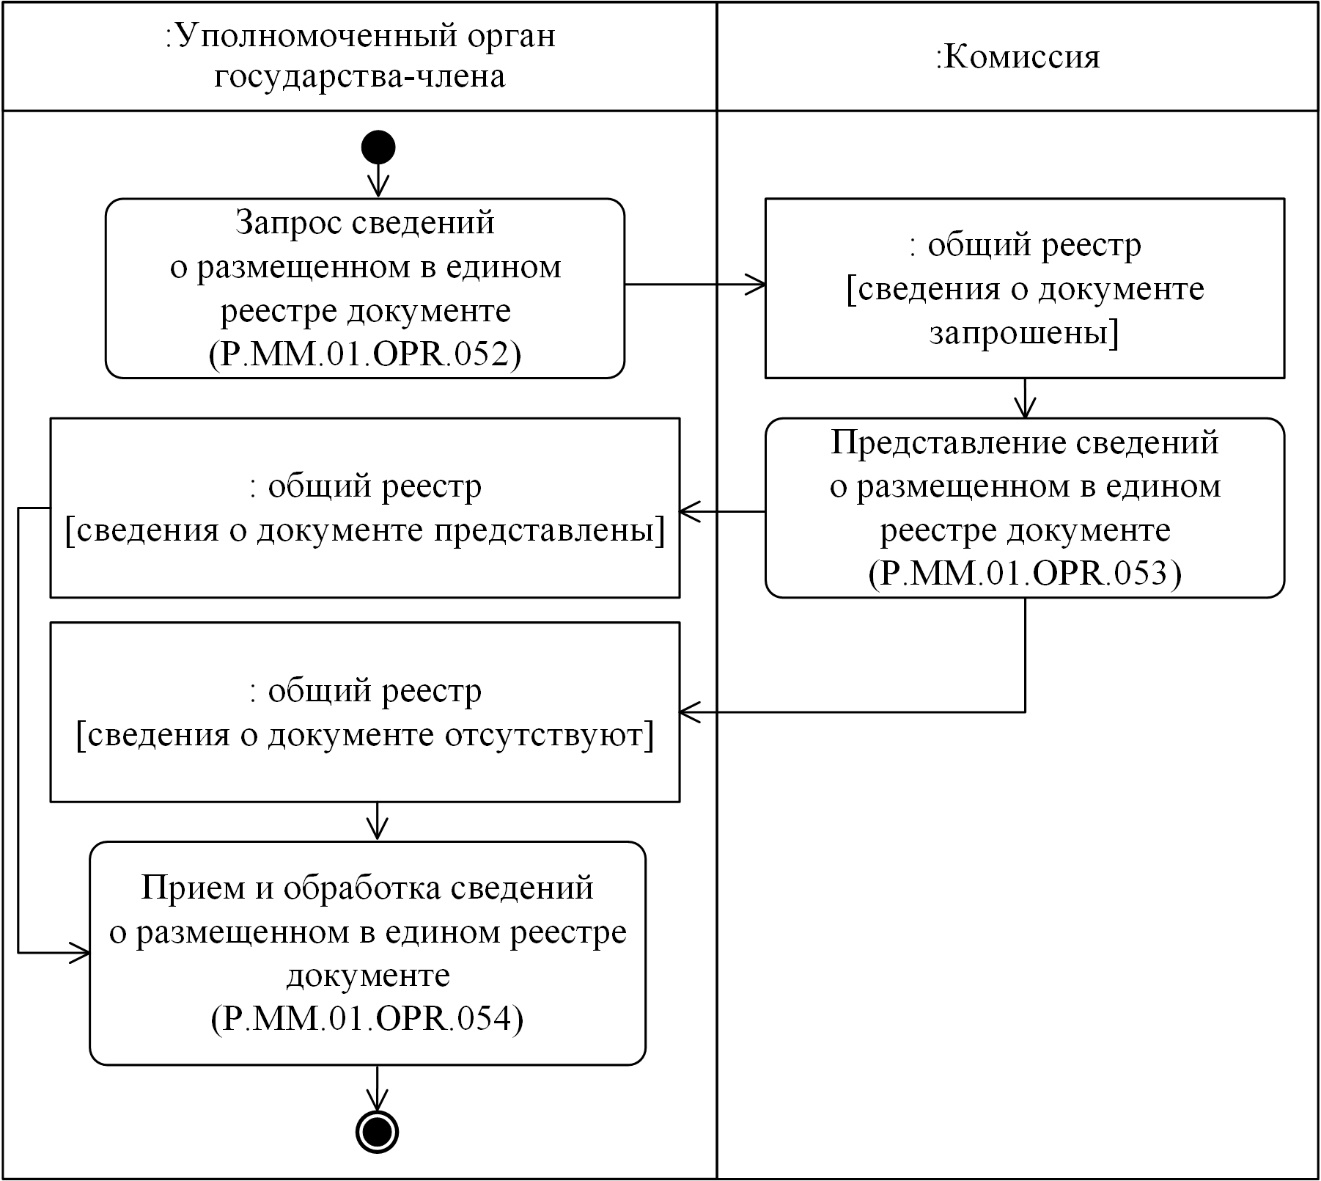 :Уполномоченный орган
государства-члена
:Комиссия
Запрос сведений
о размещенном в едином
реестре документе
(P.MM.01.OPR.052)
: общий реестр
[сведения о документе
запрошены]
Представление сведений
о размещенном в едином
реестре документе
(P.MM.01.OPR.053)
: общий реестр
[сведения о документе представлены]
: общий реестр
[сведения о документе отсутствуют]
Прием и обработка сведений
о размещенном в едином реестре
документе
(P.MM.01.OPR.054)